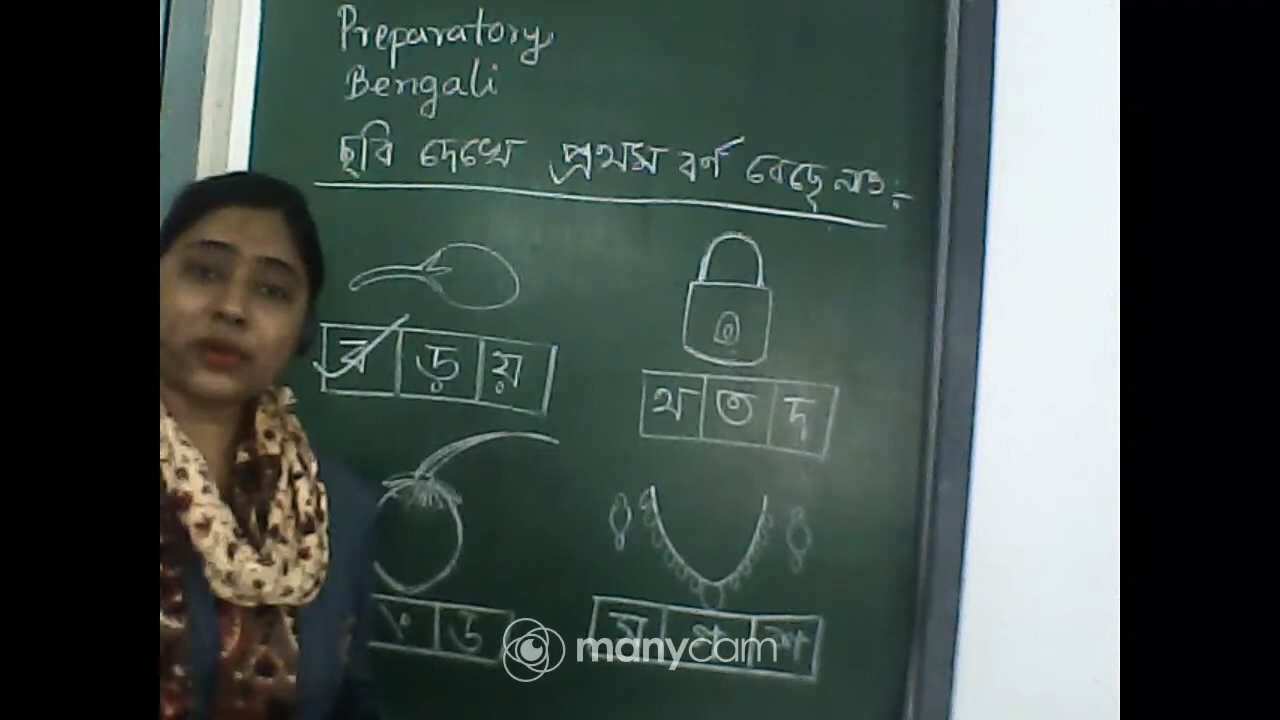 Preparatory
Bengali
ছবি দেখে প্রথম বর্ণ বেছে নাও :-
ব ড় য়
থ ত দ
ড
manycam